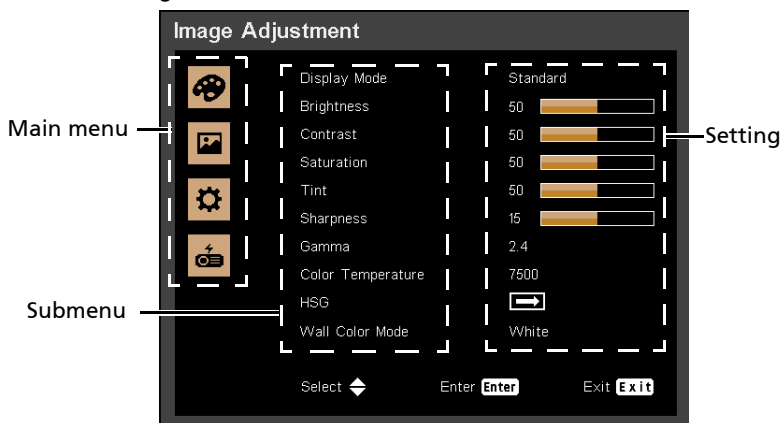 Image Adjustment
Display Mode Standard
Brightness 50
Main menu
Contrast 50
Setting
Saturation 50
Tint 50
Sharpness 15
Gamma 2.4
Color Temperature 7500
Submenu
HSG
Wall Color Mode White
Select Enter Enter Exit Exit